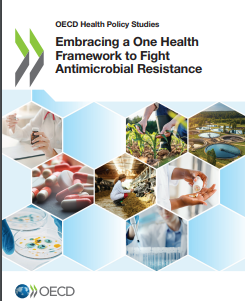 OECD Health Policy Studies
Embracing a One Health
Framework to Fight
Antimicrobial Resistance
OECD